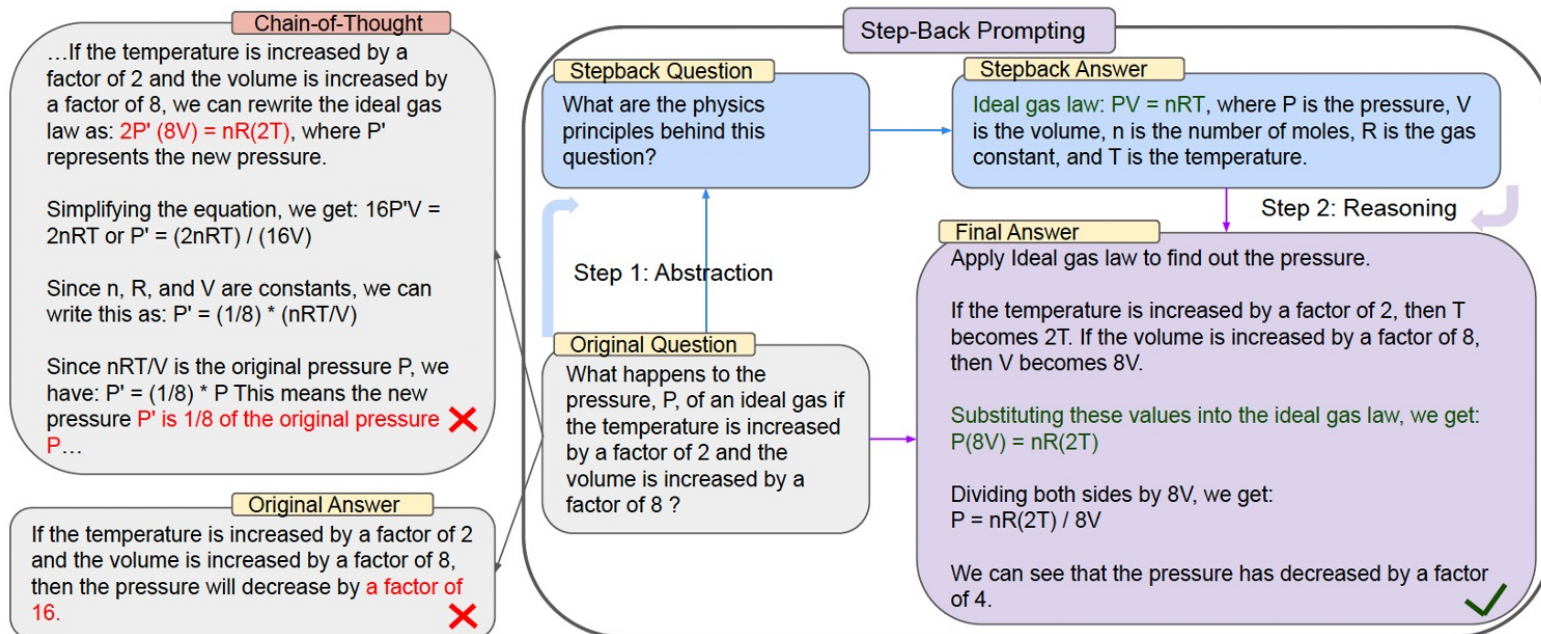 Chain-of-Thought
…If the temperature is increased by a
factor of 2 and the volume is increased by
a factor of 8, we can rewrite the ideal gas
law as: 2P' (8V) = nR(2T), where P'
represents the new pressure.
Simplifying the equation, we get: 16P'V =
2nRT or P' = (2nRT) / (16V)
Since n, R, and V are constants, we can
write this as: P' = (1/8) * (nRT/V)
Since nRT/V is the original pressure P, we
have: P' = (1/8) * P This means the new
pressure P' is 1/8 of the original pressure
P…
Original Answer
If the temperature is increased by a factor of 2
and the volume is increased by a factor of 8,
then the pressure will decrease by a factor of
16.
Step-Back Prompting
Stepback Question
What are the physics
principles behind this
question?
Stepback Answer
Ideal gas law: PV = nRT, where P is the pressure, V
is the volume, n is the number of moles, R is the gas
constant, and T is the temperature.
Step 1: Abstraction
Step 2: Reasoning
Original Question
What happens to the
pressure, P, of an ideal gas if
the temperature is increased
by a factor of 2 and the
volume is increased by a
factor of 8 ?
Final Answer
Apply Ideal gas law to find out the pressure.
If the temperature is increased by a factor of 2, then T
becomes 2T. If the volume is increased by a factor of 8,
then V becomes 8V.
Substituting these values into the ideal gas law, we get:
P(8V) = nR(2T)
Dividing both sides by 8V, we get:
P = nR(2T) / 8V
We can see that the pressure has decreased by a factor
of 4.